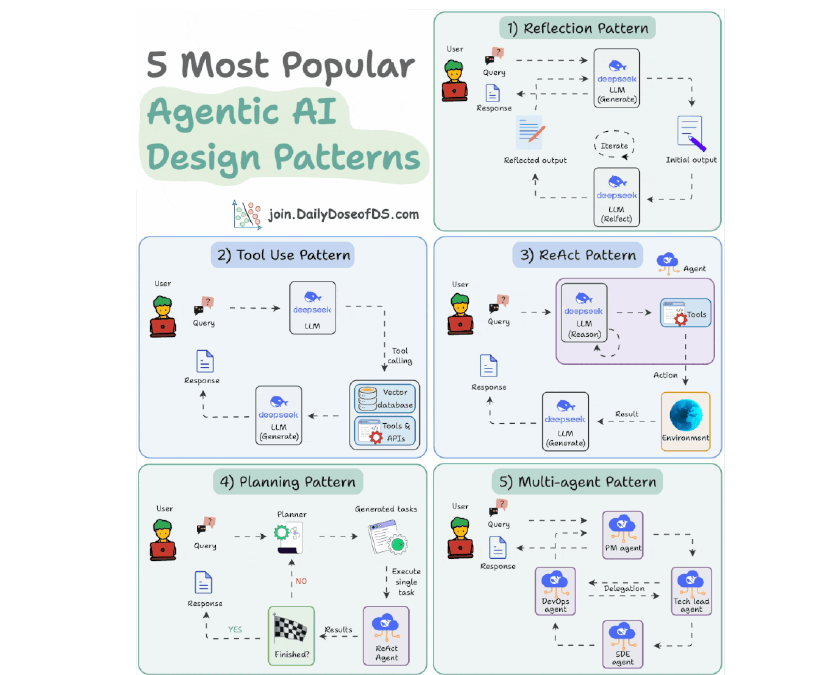 5 Most Popular
Agentic AI
Design Patterns
join.DailyDoseofDS.com
1) Reflection Pattern
User
Query
Response
deepseek
LLM
(Generate)
Reflected output
Iterate
Initial output
deepseek
LLM
(Relfect)
2) Tool Use Pattern
User
Query
deepseek
LLM
Tool
calling
Response
deepseek
LLM
(Generate)
Vector
database
Tools &
APIs
3) ReAct Pattern
Agent
User
Query
deepseek
LLM
(Reason)
Tools
Response
Action
deepseek
LLM
(Generate)
Result
Environment
4) Planning Pattern
User
Query
Planner
Generated tasks
Execute
single
task
NO
Response
YES
Finished?
Results
ReAct
Agent
5) Multi-agent Pattern
User
Query
Response
PM agent
DevOps
agent
Delegation
Tech lead
agent
SDE
agent